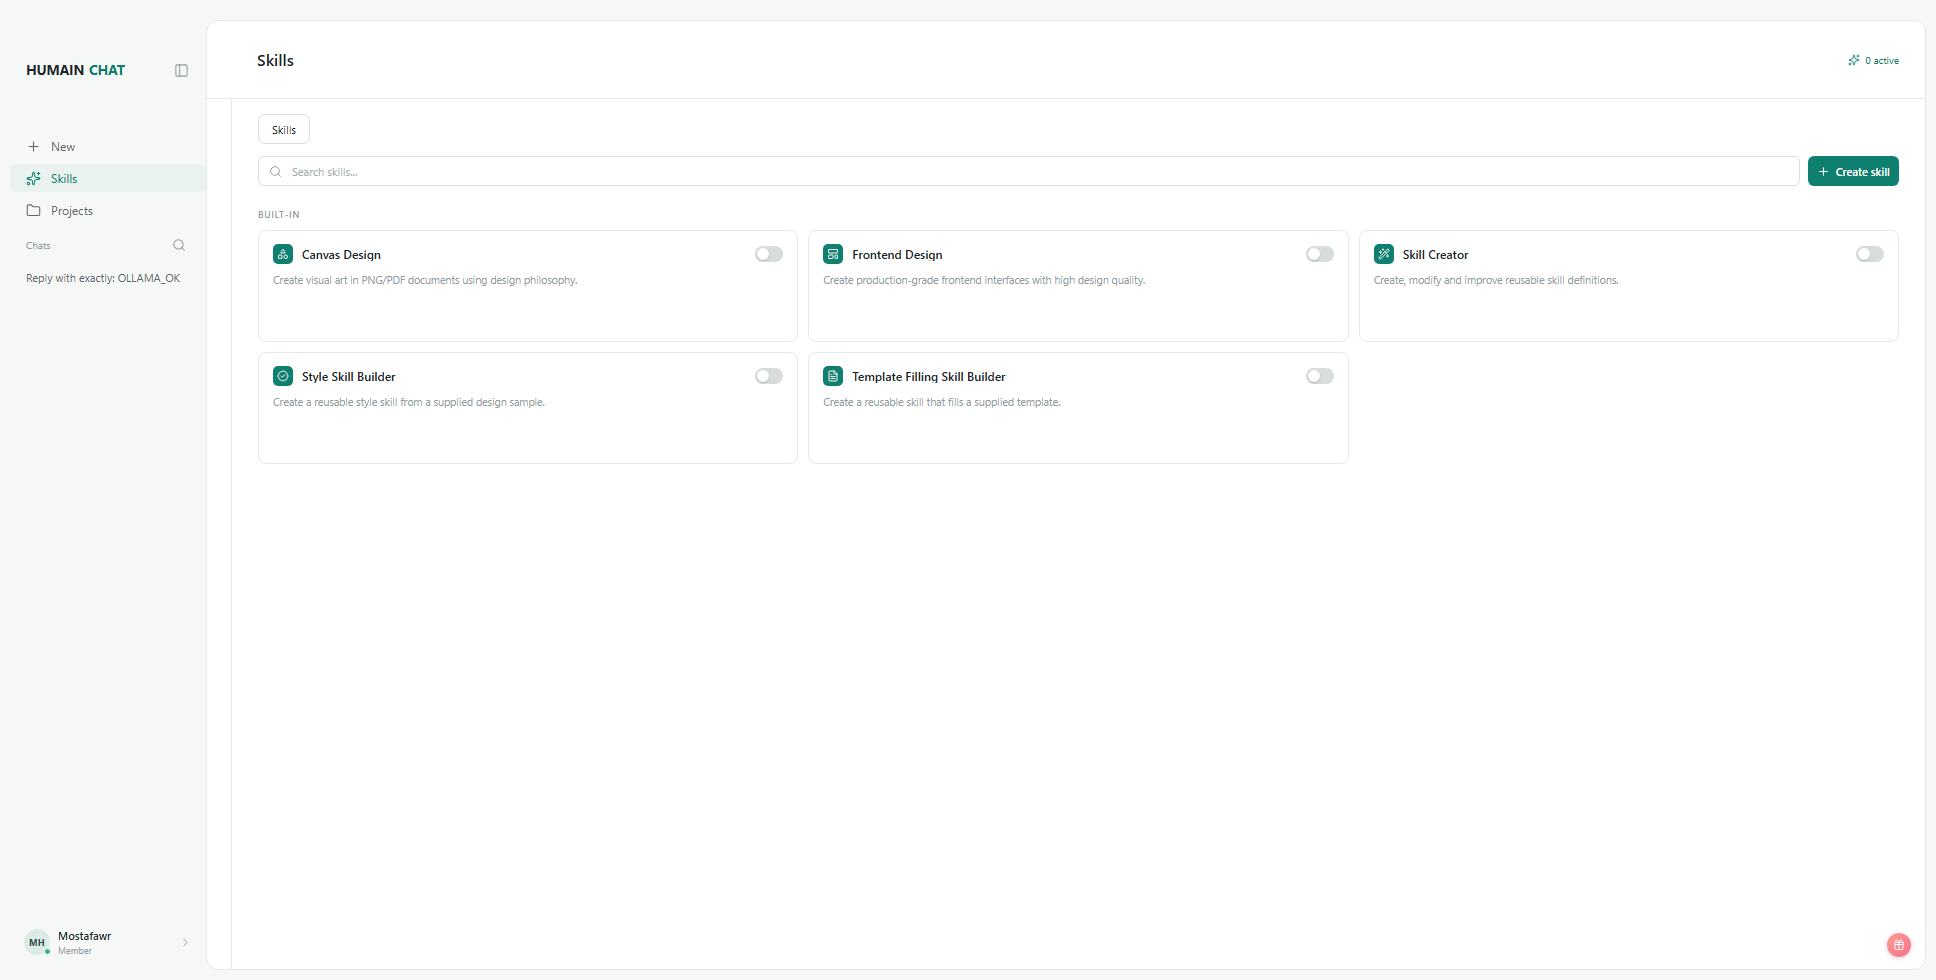 HUMAIN CHAT
New
Skills
Projects
Chats
Reply with exactly: OLLAMA_OK
MH
Mostafawr
Member
Skills
0 active
Skills
Search skills...
Create skill
BUILT-IN
Canvas Design
Create visual art in PNG/PDF documents using design philosophy.
Frontend Design
Create production-grade frontend interfaces with high design quality.
Skill Creator
Create, modify and improve reusable skill definitions.
Style Skill Builder
Create a reusable style skill from a supplied design sample.
Template Filling Skill Builder
Create a reusable skill that fills a supplied template.